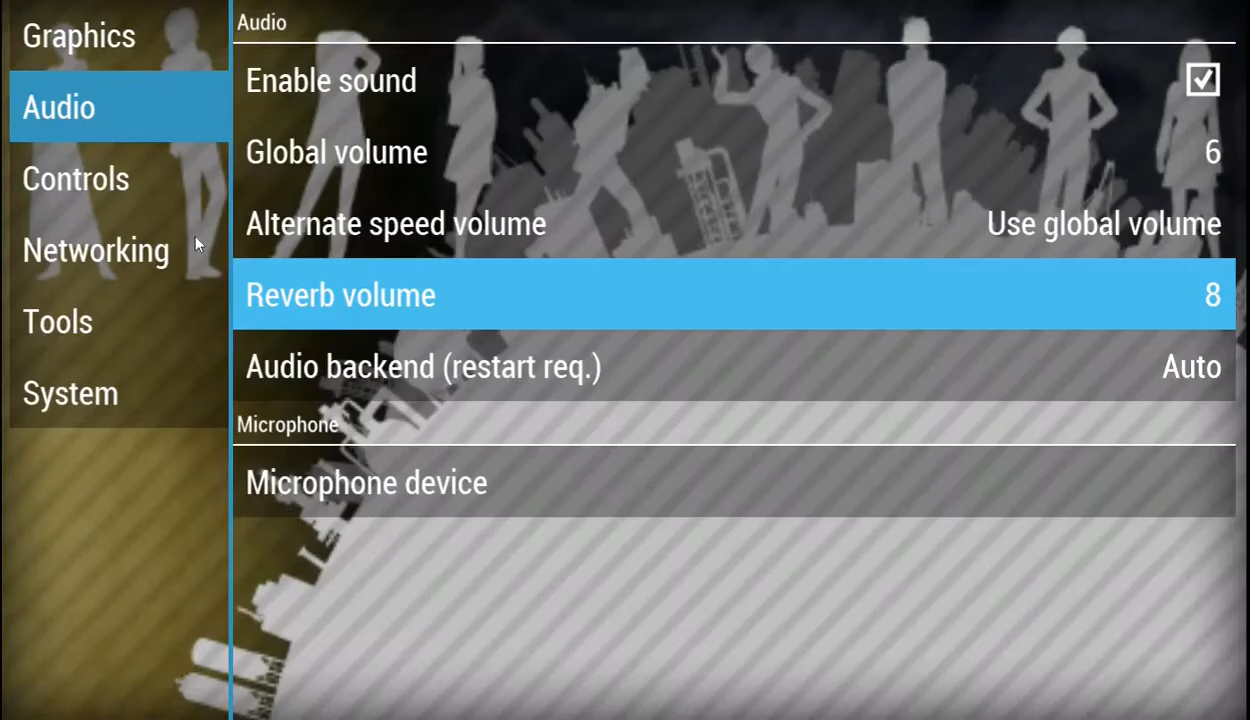 Graphics
Audio
Controls
Networking
Tools
System
Audio
Enable sound
Global volume 6
Alternate speed volume Use global volume
Reverb volume 8
Audio backend (restart req.) Auto
Microphone
Microphone device